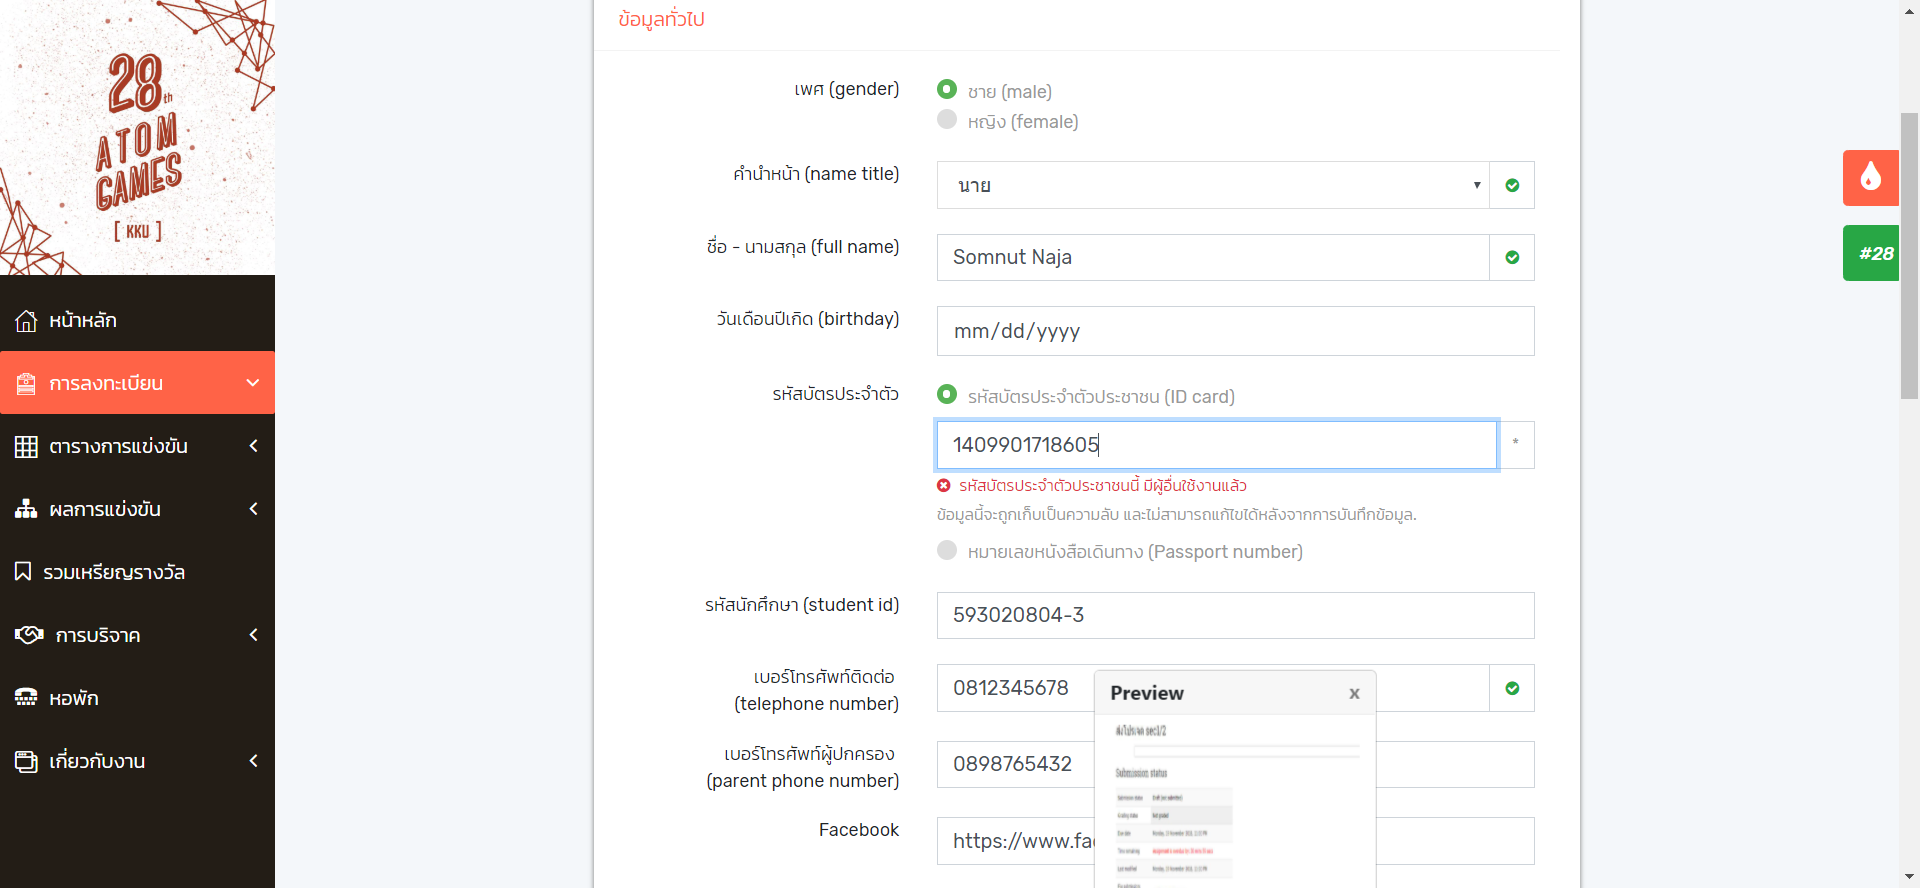 28th
ATOM
GAMES
[ KKU ]
หน้าหลัก
การลงทะเบียน
ตารางการแข่งขัน
ผลการแข่งขัน
รวมเหรียญรางวัล
การบริจาค
หอพัก
เกี่ยวกับงาน
ข้อมูลทั่วไป
เพศ (gender)
ชาย (male)
หญิง (female)
คำนำหน้า (name title)
นาย
ชื่อ - นามสกุล (full name)
Somnut Naja
วันเดือนปีเกิด (birthday)
mm/dd/yyyy
รหัสบัตรประจำตัว
รหัสบัตรประจำตัวประชาชน (ID card)
1409901718605
*
รหัสบัตรประจำตัวประชาชนนี้ มีผู้อื่นใช้งานแล้ว
ข้อมูลนี้จะถูกเก็บเป็นความลับ และไม่สามารถแก้ไขได้หลังจากการบันทึกข้อมูล.
หมายเลขหนังสือเดินทาง (Passport number)
รหัสนักศึกษา (student id)
593020804-3
เบอร์โทรศัพท์ติดต่อ
(telephone number)
0812345678
เบอร์โทรศัพท์ผู้ปกครอง
(parent phone number)
0898765432
Facebook
https://www.fac
Preview
x
ส่งโปรเจค sec1/2
Submission status
#28